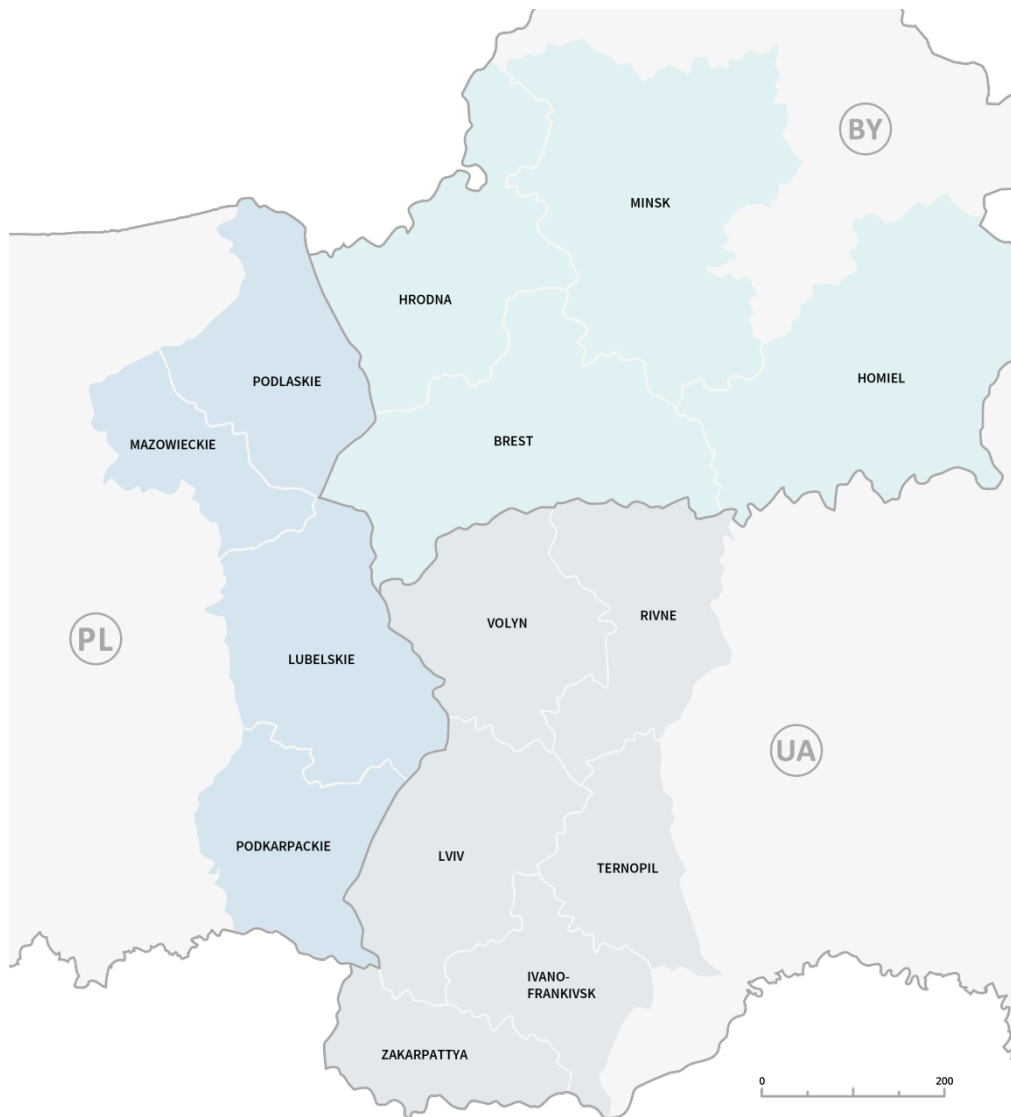 BY
MINSK
HRODNA
HOMIEL
PODLASKIE
BREST
MAZOWIECKIE
RIVNE
VOLYN
PL
LUBELSKIE
UA
PODKARPACKIE
LVIV
TERNOPIL
IVANO-
FRANKIVSK
ZAKARPATTYA
0 200